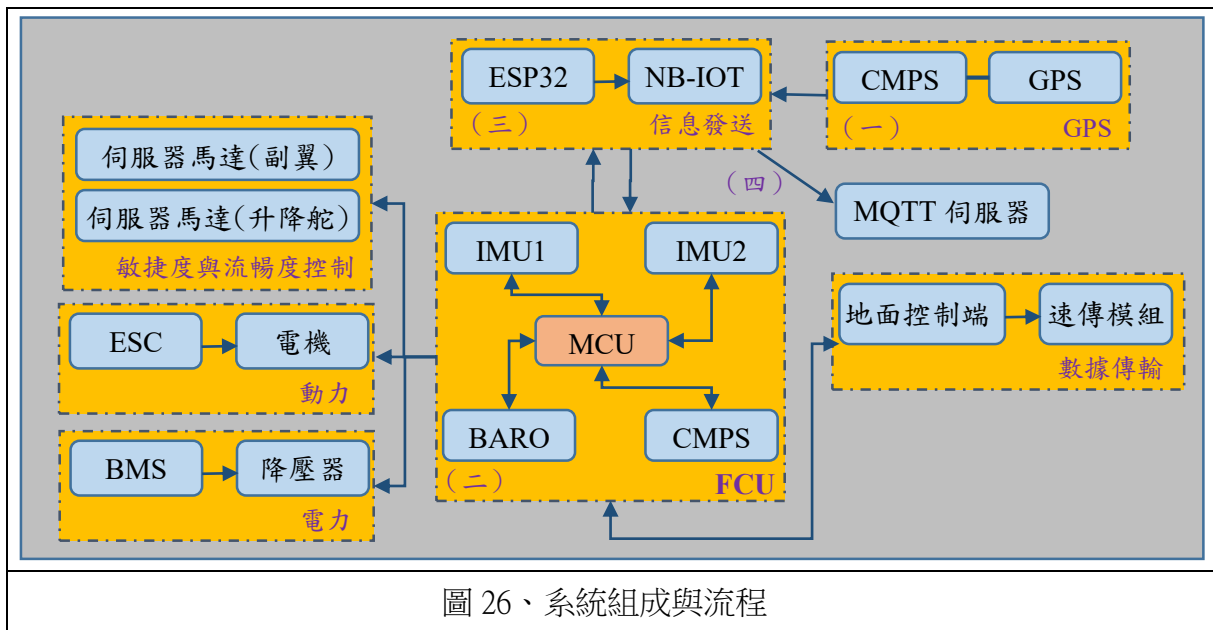 ESP32
NB-IOT
(三)
信息發送
CMPS
GPS
(一)
GPS
伺服器馬達(副翼)
伺服器馬達(升降舵)
敏捷度與流暢度控制
(四)
MQTT 伺服器
IMU1
IMU2
MCU
BARO
CMPS
(二)
FCU
地面控制端
速傳模組
數據傳輸
ESC
電機
動力
BMS
降壓器
電力
圖 26、系統組成與流程